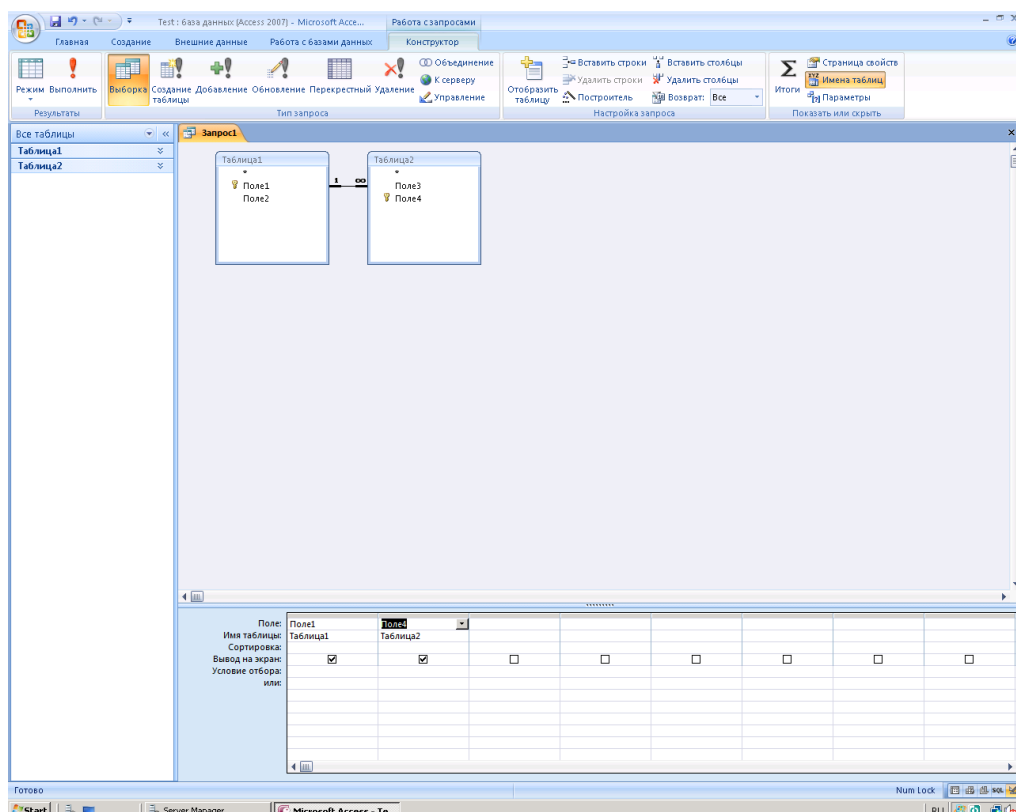 Test : база данных (Access 2007) - Microsoft Acce...
Работа с запросами
Главная Создание Внешние данные Работа с базами данных Конструктор
Режим Выполнить
Результаты
Выборка Создание таблицы Добавление Обновление Перекрестный Удаление
Объединение
К серверу
Управление
Тип запроса
Отобразить таблицу
Вставить строки
Удалить строки
Построитель
Вставить столбцы
Удалить столбцы
Возврат: Все
Настройка запроса
Итоги
Страница свойств
Имена таблиц
Параметры
Показать или скрыть
Все таблицы
Таблица1
Таблица2
Запрос1
Таблица1
*
Поле1
Поле2
1 ∞
Таблица2
*
Поле3
Поле4
Поле: Поле1 Поле4
Имя таблицы: Таблица1 Таблица2
Сортировка:
Вывод на экран:
Условие отбора:
или:
Готово
Num Lock
SQL
Start
Server Manager
Microsoft Access - Te...
RU